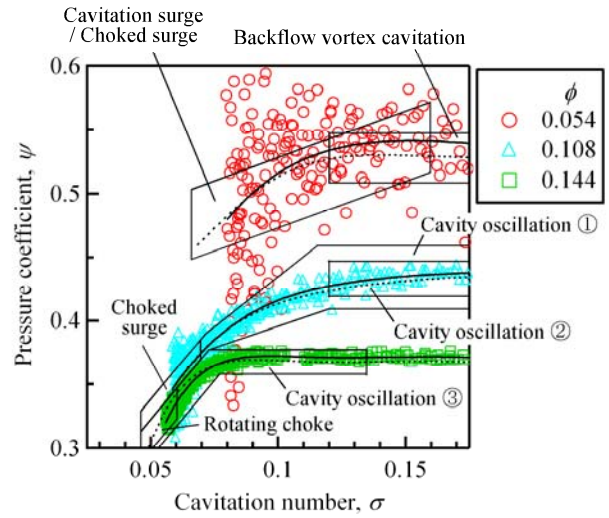 Cavitation surge
/ Choked surge
Backflow vortex cavitation
0.6
0.5
0.4
0.3
Pressure coefficient, ψ
ϕ
0.054
0.108
0.144
Cavity oscillation ①
Choked
surge
Cavity oscillation ②
Cavity oscillation ③
Rotating choke
0.05
0.1
0.15
Cavitation number, σ